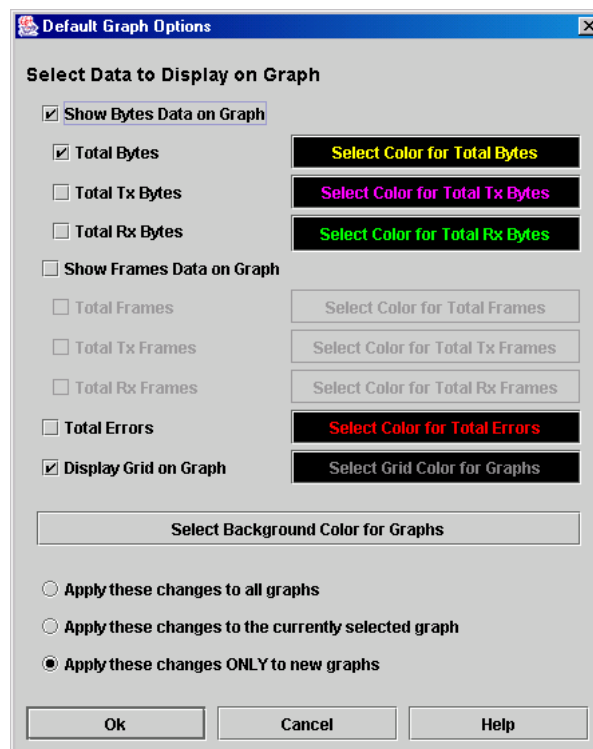 Default Graph Options
Select Data to Display on Graph
Show Bytes Data on Graph
Total Bytes Select Color for Total Bytes
Total Tx Bytes Select Color for Total Tx Bytes
Total Rx Bytes Select Color for Total Rx Bytes
Show Frames Data on Graph
Total Frames Select Color for Total Frames
Total Tx Frames Select Color for Total Tx Frames
Total Rx Frames Select Color for Total Rx Frames
Total Errors Select Color for Total Errors
Display Grid on Graph Select Grid Color for Graphs
Select Background Color for Graphs
Apply these changes to all graphs
Apply these changes to the currently selected graph
Apply these changes ONLY to new graphs
Ok Cancel Help